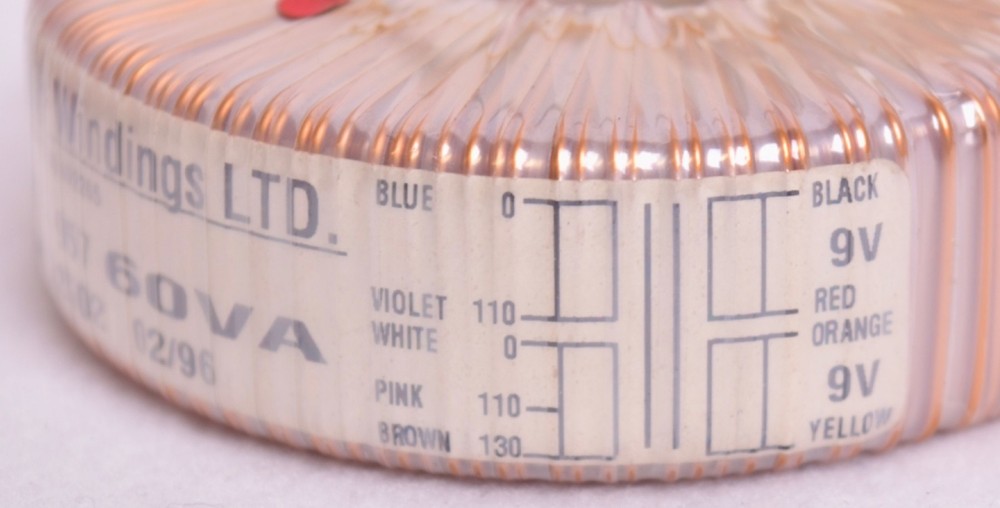 Windings LTD.
60VA
02/96
BLUE 0
VIOLET 110
WHITE 0
PINK 110
BROWN 130
BLACK
9V
RED
ORANGE
9V
YELLOW